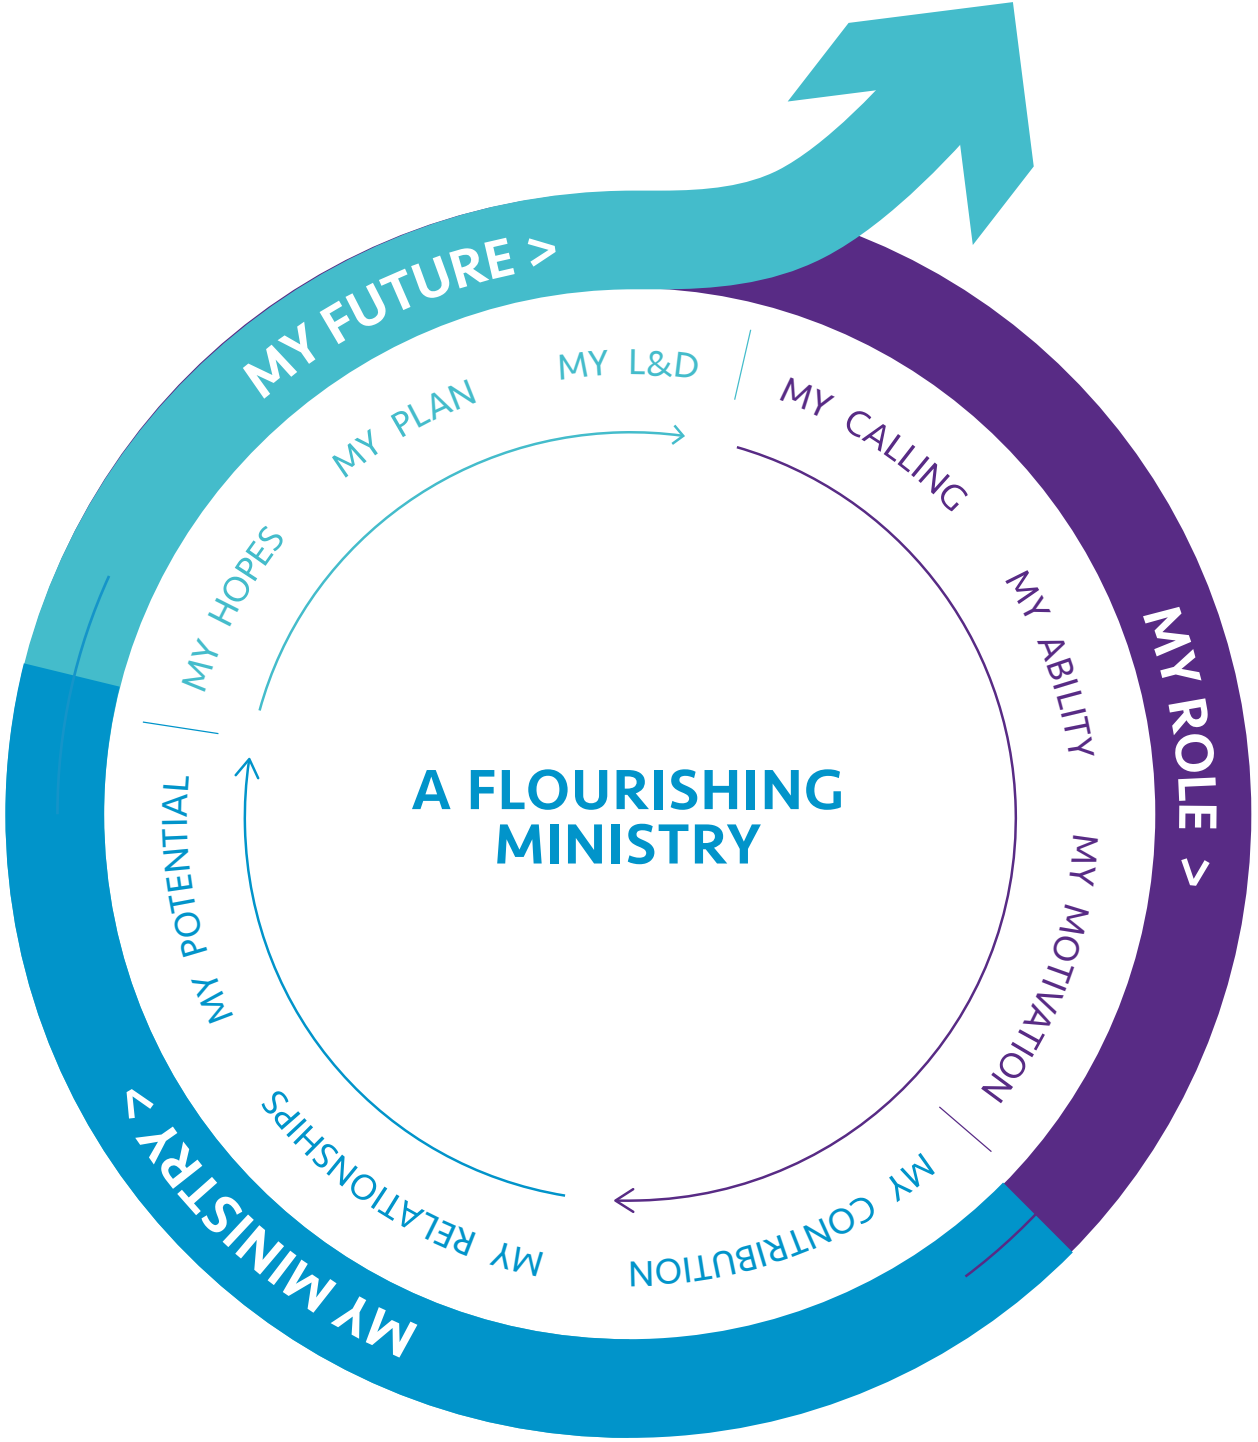 MY FUTURE >
MY L&D
MY PLAN
MY HOPES
MY CALLING
MY ABILITY
MY MOTIVATION
MY ROLE >
A FLOURISHING
MINISTRY
MY CONTRIBUTION
MY RELATIONSHIPS
MY POTENTIAL
MY MINISTRY >